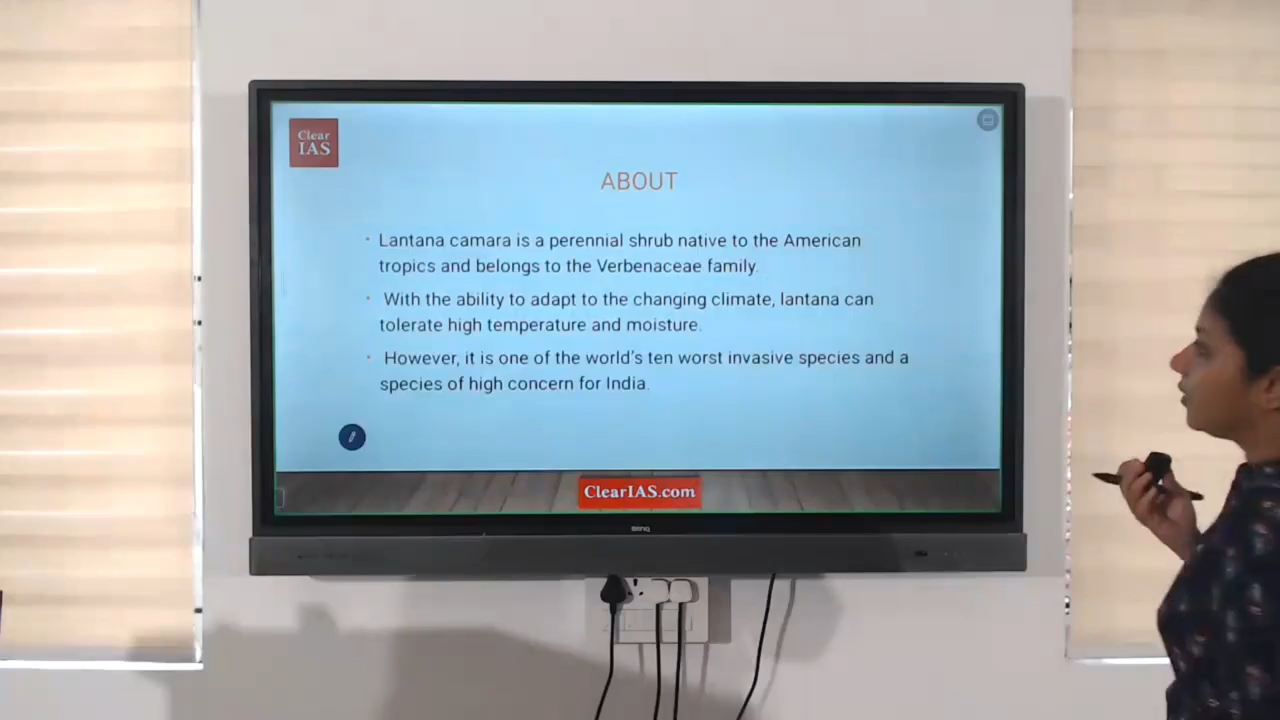 Clear
IAS
ABOUT
• Lantana camara is a perennial shrub native to the American
tropics and belongs to the Verbenaceae family.
• With the ability to adapt to the changing climate, lantana can
tolerate high temperature and moisture.
• However, it is one of the world's ten worst invasive species and a
species of high concern for India.
ClearIAS.com
BenQ